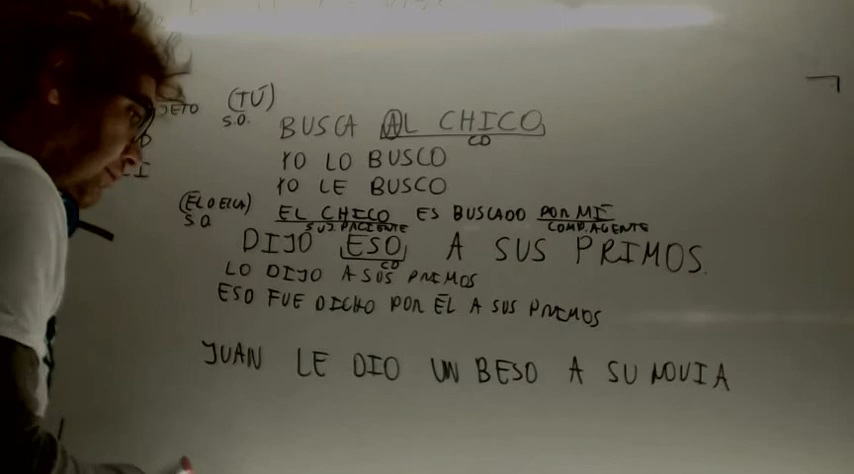 (TÚ)
S.O.
BUSCA AL CHICO
CD
YO LO BUSCO
YO LE BUSCO
(EL O ELLA)
S O
EL CHICO ES BUSCADO POR MÍ
SUJ. PACIENTE COMP. AGENTE
DIJO ESO A SUS PRIMOS.
CD
LO DIJO A SUS PRIMOS
ESO FUE DICHO POR ÉL A SUS PRIMOS
JUAN LE DIO UN BESO A SU NOVIA